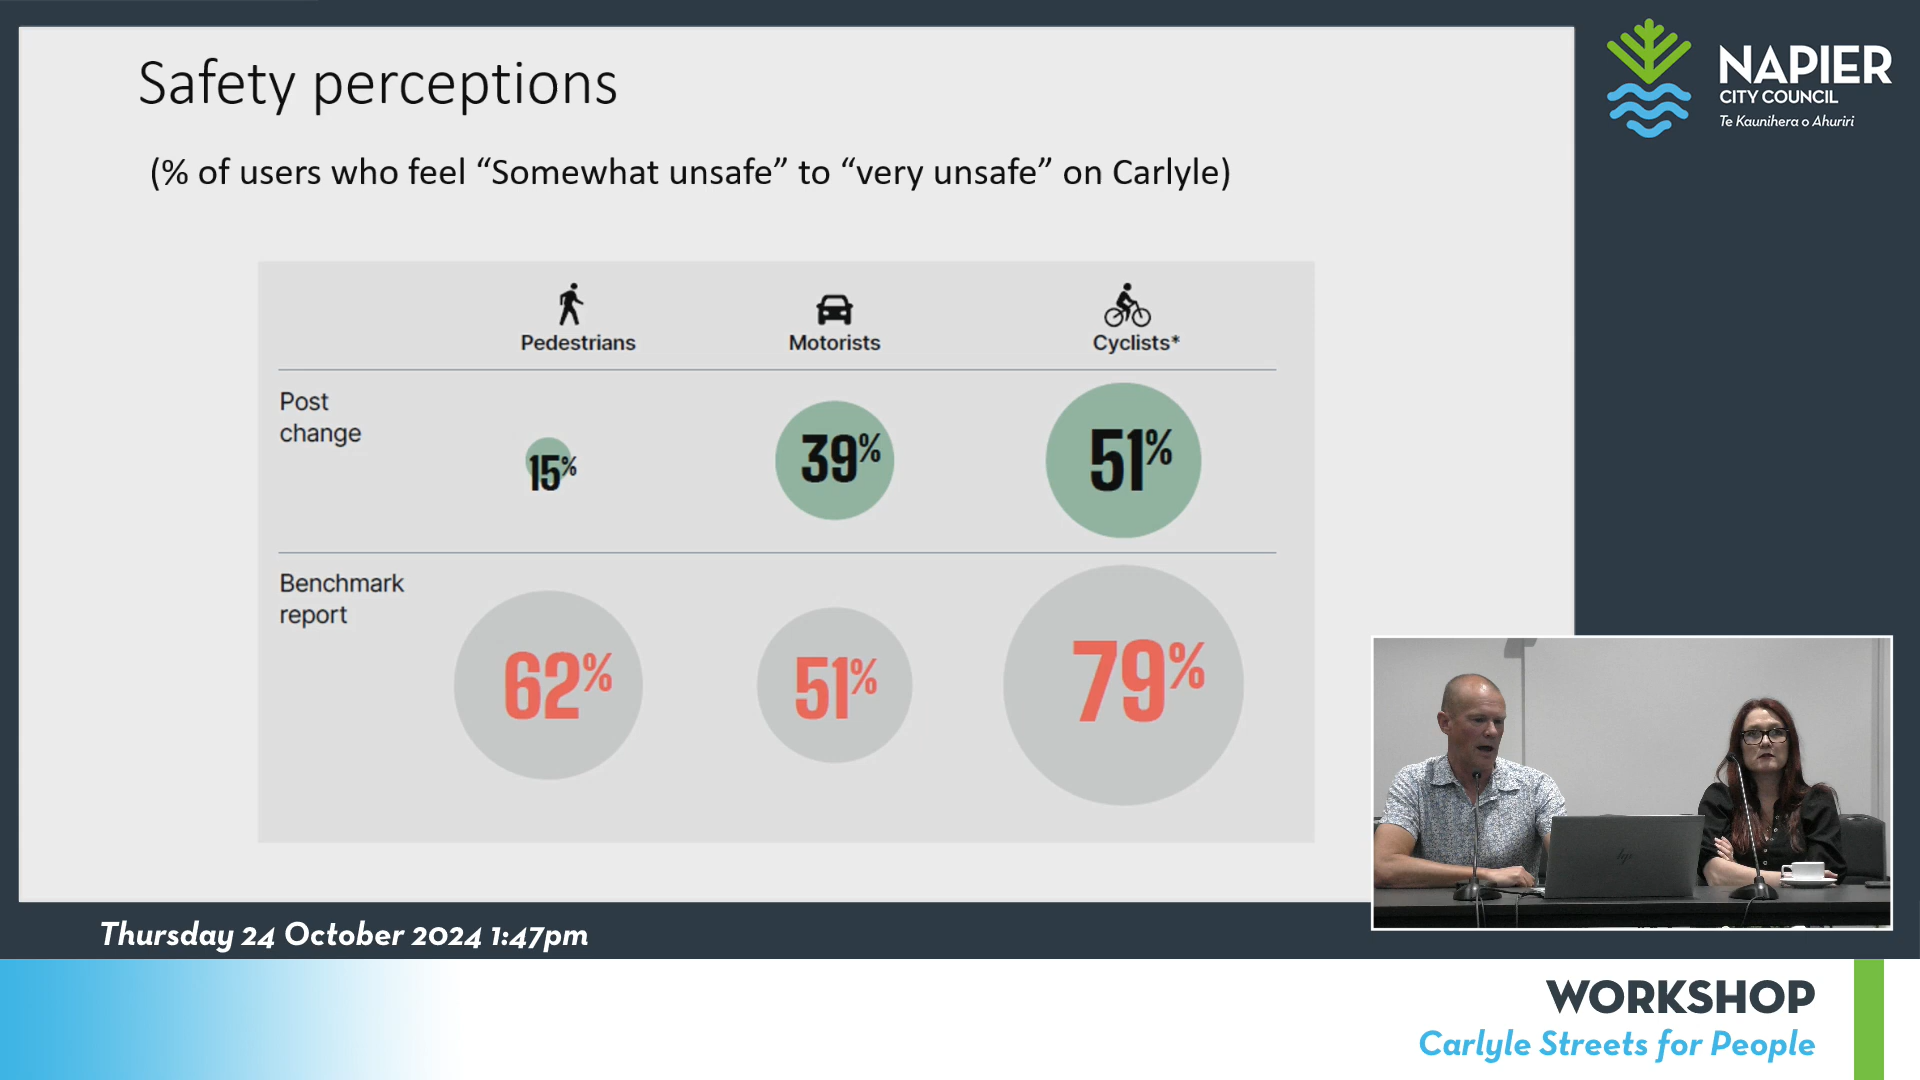 Safety perceptions
(% of users who feel “Somewhat unsafe” to “very unsafe” on Carlyle)
Pedestrians
Motorists
Cyclists*
Post
change
15%
39%
51%
Benchmark
report
62%
51%
79%
NAPIER
CITY COUNCIL
Te Kaunihera o Ahuriri
hp
Thursday 24 October 2024 1:47pm
WORKSHOP
Carlyle Streets for People